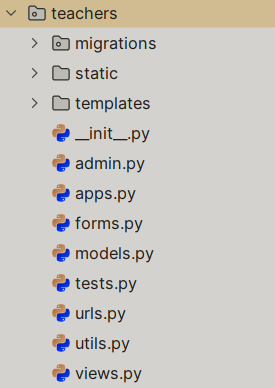 teachers
migrations
static
templates
__init__.py
admin.py
apps.py
forms.py
models.py
tests.py
urls.py
utils.py
views.py